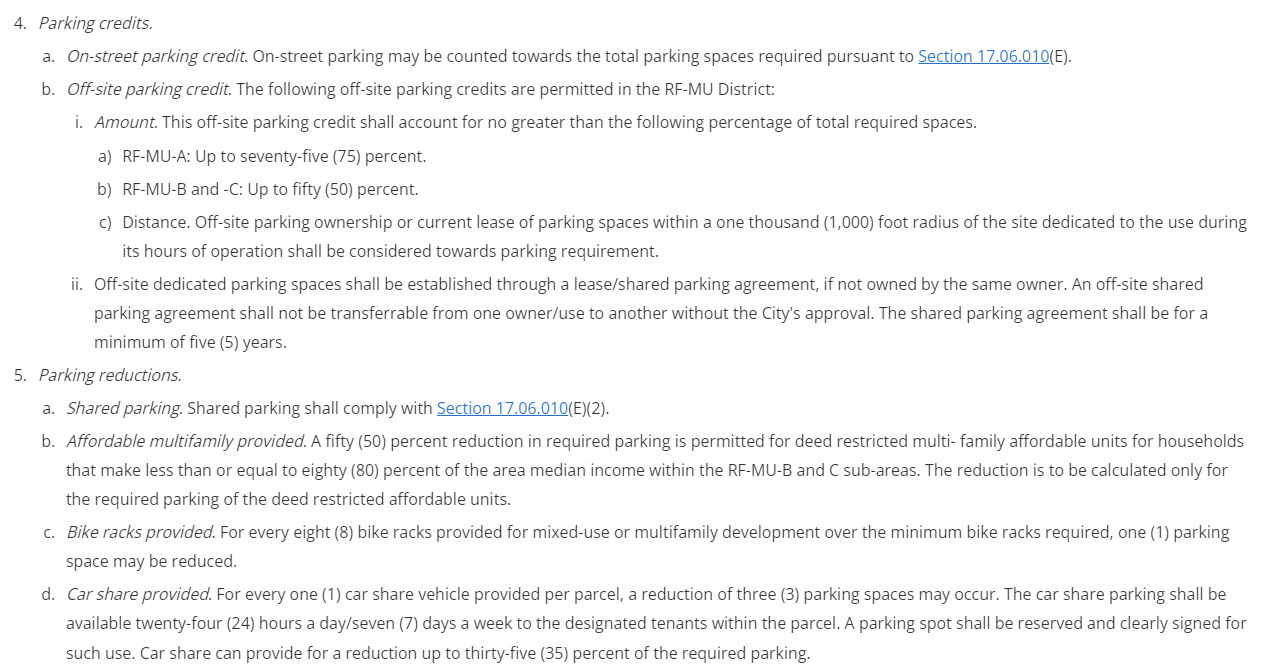 4. Parking credits.
a. On-street parking credit. On-street parking may be counted towards the total parking spaces required pursuant to Section 17.06.010(E).
b. Off-site parking credit. The following off-site parking credits are permitted in the RF-MU District:
i. Amount. This off-site parking credit shall account for no greater than the following percentage of total required spaces.
a) RF-MU-A: Up to seventy-five (75) percent.
b) RF-MU-B and -C: Up to fifty (50) percent.
c) Distance. Off-site parking ownership or current lease of parking spaces within a one thousand (1,000) foot radius of the site dedicated to the use during
its hours of operation shall be considered towards parking requirement.
ii. Off-site dedicated parking spaces shall be established through a lease/shared parking agreement, if not owned by the same owner. An off-site shared
parking agreement shall not be transferrable from one owner/use to another without the City's approval. The shared parking agreement shall be for a
minimum of five (5) years.
5. Parking reductions.
a. Shared parking. Shared parking shall comply with Section 17.06.010(E)(2).
b. Affordable multifamily provided. A fifty (50) percent reduction in required parking is permitted for deed restricted multi- family affordable units for households
that make less than or equal to eighty (80) percent of the area median income within the RF-MU-B and C sub-areas. The reduction is to be calculated only for
the required parking of the deed restricted affordable units.
c. Bike racks provided. For every eight (8) bike racks provided for mixed-use or multifamily development over the minimum bike racks required, one (1) parking
space may be reduced.
d. Car share provided. For every one (1) car share vehicle provided per parcel, a reduction of three (3) parking spaces may occur. The car share parking shall be
available twenty-four (24) hours a day/seven (7) days a week to the designated tenants within the parcel. A parking spot shall be reserved and clearly signed for
such use. Car share can provide for a reduction up to thirty-five (35) percent of the required parking.